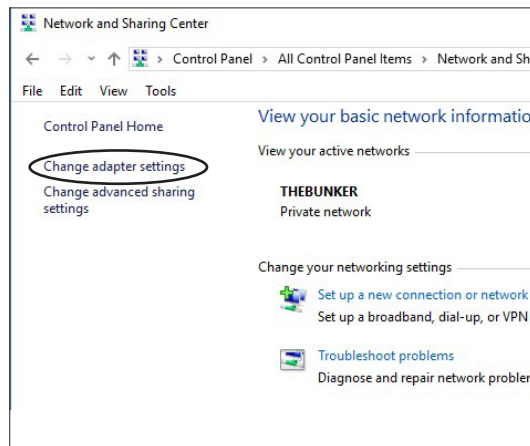 Network and Sharing Center
Control Panel > All Control Panel Items > Network and Sh
File Edit View Tools
Control Panel Home
Change adapter settings
Change advanced sharing
settings
View your basic network informatio
View your active networks
THEBUNKER
Private network
Change your networking settings
Set up a new connection or network
Set up a broadband, dial-up, or VPN
Troubleshoot problems
Diagnose and repair network probler